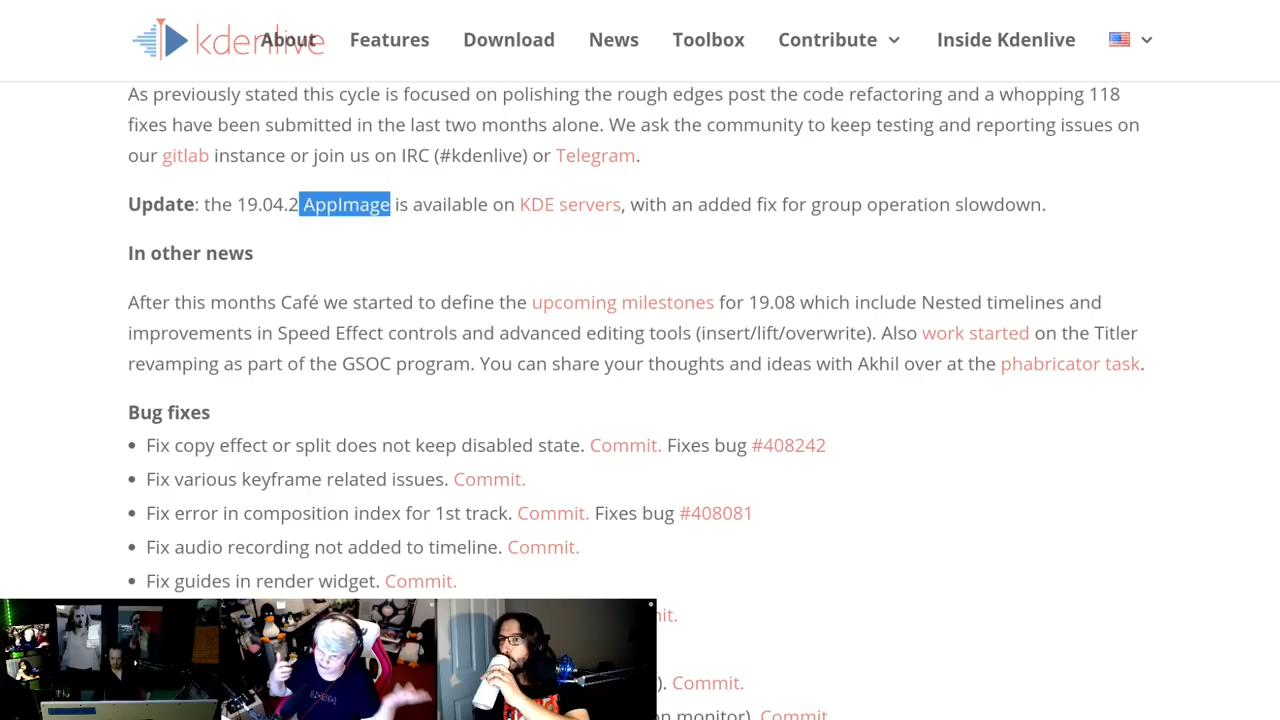 kdenlive
About Features Download News Toolbox Contribute Inside Kdenlive
As previously stated this cycle is focused on polishing the rough edges post the code refactoring and a whopping 118
fixes have been submitted in the last two months alone. We ask the community to keep testing and reporting issues on
our gitlab instance or join us on IRC (#kdenlive) or Telegram.
Update: the 19.04.2 AppImage is available on KDE servers, with an added fix for group operation slowdown.
In other news
After this months Café we started to define the upcoming milestones for 19.08 which include Nested timelines and
improvements in Speed Effect controls and advanced editing tools (insert/lift/overwrite). Also work started on the Titler
revamping as part of the GSOC program. You can share your thoughts and ideas with Akhil over at the phabricator task.
Bug fixes
• Fix copy effect or split does not keep disabled state. Commit. Fixes bug #408242
• Fix various keyframe related issues. Commit.
• Fix error in composition index for 1st track. Commit. Fixes bug #408081
• Fix audio recording not added to timeline. Commit.
• Fix guides in render widget. Commit.
). Commit.
monitor). Commit.